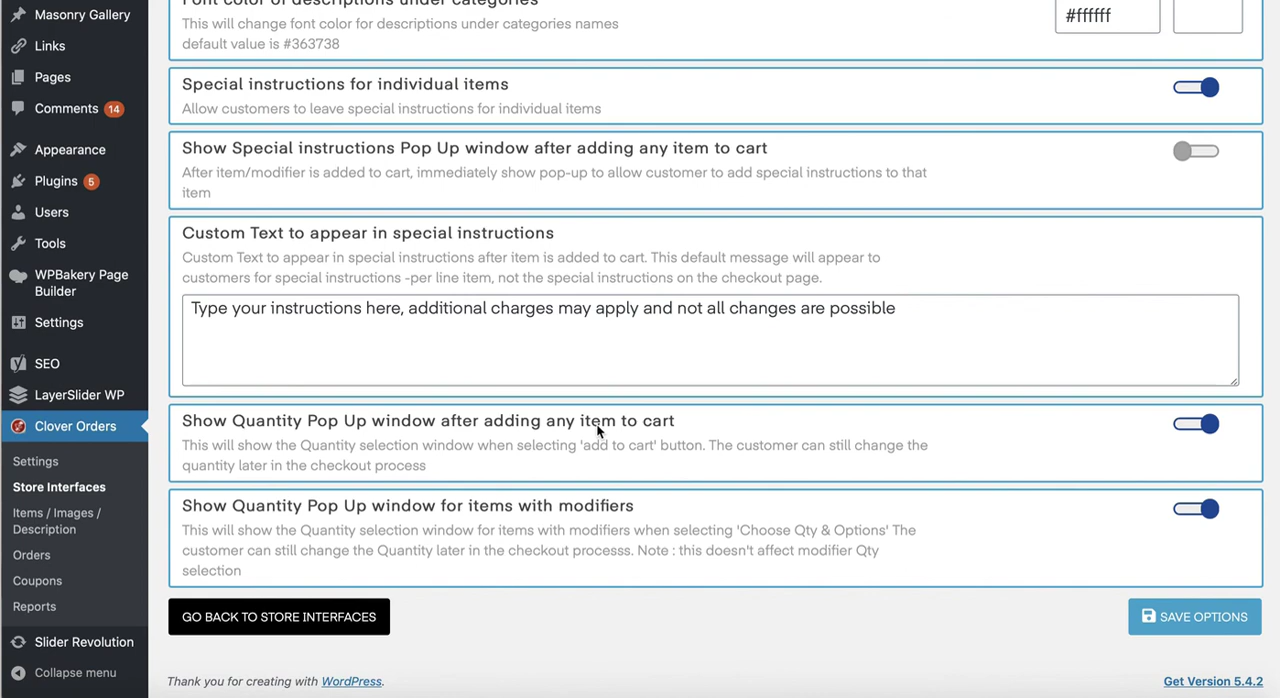 Masonry Gallery
Links
Pages
Comments 14
Appearance
Plugins 5
Users
Tools
WPBakery Page
Builder
Settings
SEO
LayerSlider WP
Clover Orders
Settings
Store Interfaces
Items / Images /
Description
Orders
Coupons
Reports
Slider Revolution
Collapse menu
Font color of descriptions under categories
This will change font color for descriptions under categories names
default value is #363738
#ffffff
Special instructions for individual items
Allow customers to leave special instructions for individual items
Show Special instructions Pop Up window after adding any item to cart
After item/modifier is added to cart, immediately show pop-up to allow customer to add special instructions to that
item
Custom Text to appear in special instructions
Custom Text to appear in special instructions after item is added to cart. This default message will appear to
customers for special instructions -per line item, not the special instructions on the checkout page.
Type your instructions here, additional charges may apply and not all changes are possible
Show Quantity Pop Up window after adding any item to cart
This will show the Quantity selection window when selecting 'add to cart' button. The customer can still change the
quantity later in the checkout process
Show Quantity Pop Up window for items with modifiers
This will show the Quantity selection window for items with modifiers when selecting 'Choose Qty & Options' The
customer can still change the Quantity later in the checkout processs. Note : this doesn't affect modifier Qty
selection
GO BACK TO STORE INTERFACES
SAVE OPTIONS
Thank you for creating with WordPress.
Get Version 5.4.2